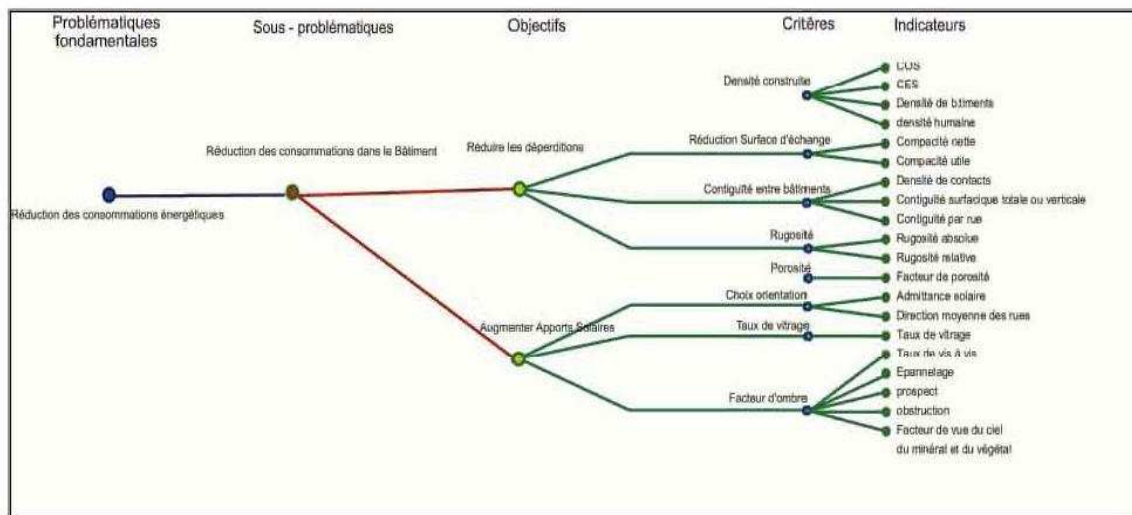 Problématiques
fondamentales
Sous - problématiques
Objectifs
Critères
Indicateurs
Réduction des consommations énergétiques
Réduction des consommations dans le Bâtiment
Réduire les déperditions
Augmenter Apports Solaires
Densité construite
Réduction Surface d'échange
Contiguïté entre bâtiments
Rugosité
Porosité
Choix orientation
Taux de vitrage
Facteur d'ombre
COS
CES
Densité de bâtiments
densité humaine
Compacité nette
Compacité utile
Densité de contacts
Contiguïté surfacique totale ou verticale
Contiguïté par rue
Rugosité absolue
Rugosité relative
Facteur de porosité
Admittance solaire
Direction moyenne des rues
Taux de vitrage
Taux de vis à vis
Epannelage
prospect
obstruction
Facteur de vue du ciel
du minéral et du végétal